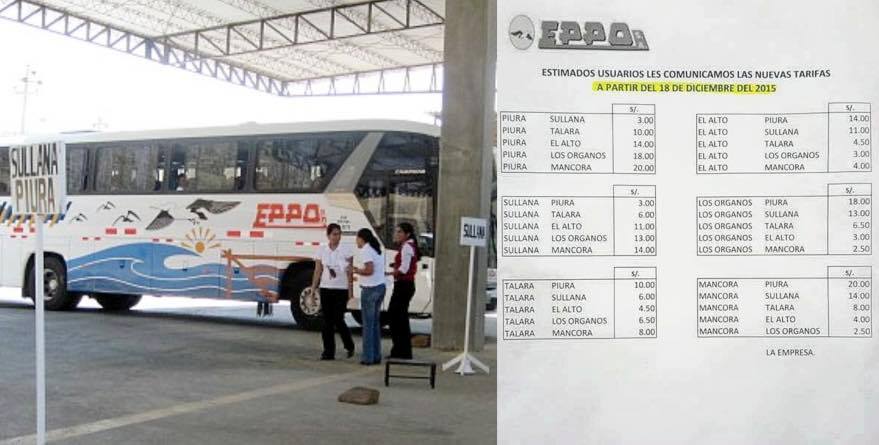 SULLANA
PIURA
EPPO
SULLANA
EPPO
ESTIMADOS USUARIOS LES COMUNICAMOS LAS NUEVAS TARIFAS
A PARTIR DEL 18 DE DICIEMBRE DEL 2015
S/.
PIURA SULLANA 3.00
PIURA TALARA 10.00
PIURA EL ALTO 14.00
PIURA LOS ORGANOS 18.00
PIURA MANCORA 20.00
S/.
EL ALTO PIURA 14.00
EL ALTO SULLANA 11.00
EL ALTO TALARA 4.50
EL ALTO LOS ORGANOS 3.00
EL ALTO MANCORA 4.00
S/.
SULLANA PIURA 3.00
SULLANA TALARA 6.00
SULLANA EL ALTO 11.00
SULLANA LOS ORGANOS 13.00
SULLANA MANCORA 14.00
S/.
LOS ORGANOS PIURA 18.00
LOS ORGANOS SULLANA 13.00
LOS ORGANOS TALARA 6.50
LOS ORGANOS EL ALTO 3.00
LOS ORGANOS MANCORA 2.50
S/.
TALARA PIURA 10.00
TALARA SULLANA 6.00
TALARA EL ALTO 4.50
TALARA LOS ORGANOS 6.50
TALARA MANCORA 8.00
S/.
MANCORA PIURA 20.00
MANCORA SULLANA 14.00
MANCORA TALARA 8.00
MANCORA EL ALTO 4.00
MANCORA LOS ORGANOS 2.50
LA EMPRESA.